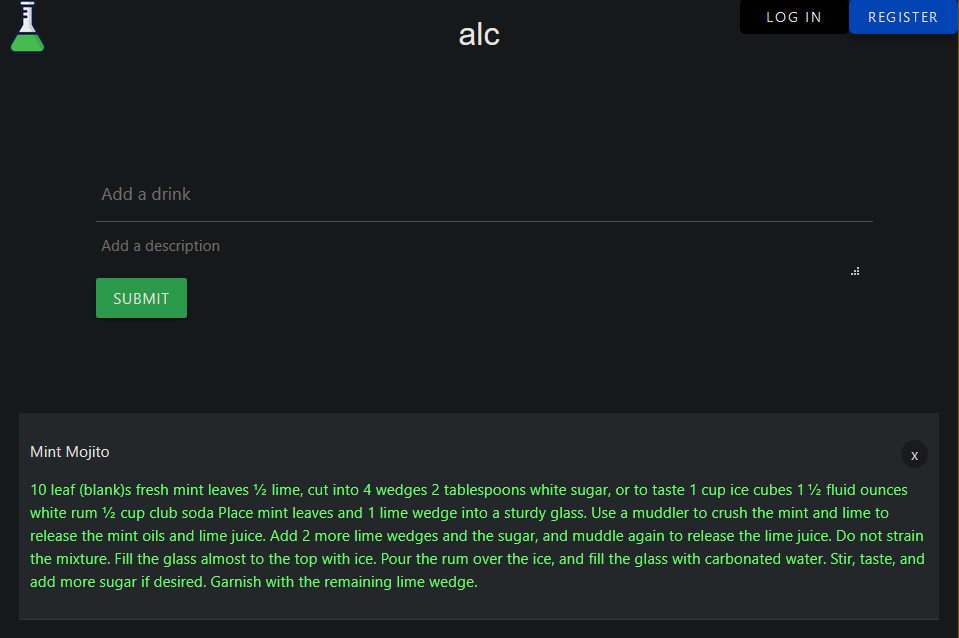 LOG IN
REGISTER
alc
Add a drink
Add a description
SUBMIT
Mint Mojito
x
10 leaf (blank)s fresh mint leaves ½ lime, cut into 4 wedges 2 tablespoons white sugar, or to taste 1 cup ice cubes 1 ½ fluid ounces
white rum ½ cup club soda Place mint leaves and 1 lime wedge into a sturdy glass. Use a muddler to crush the mint and lime to
release the mint oils and lime juice. Add 2 more lime wedges and the sugar, and muddle again to release the lime juice. Do not strain
the mixture. Fill the glass almost to the top with ice. Pour the rum over the ice, and fill the glass with carbonated water. Stir, taste, and
add more sugar if desired. Garnish with the remaining lime wedge.